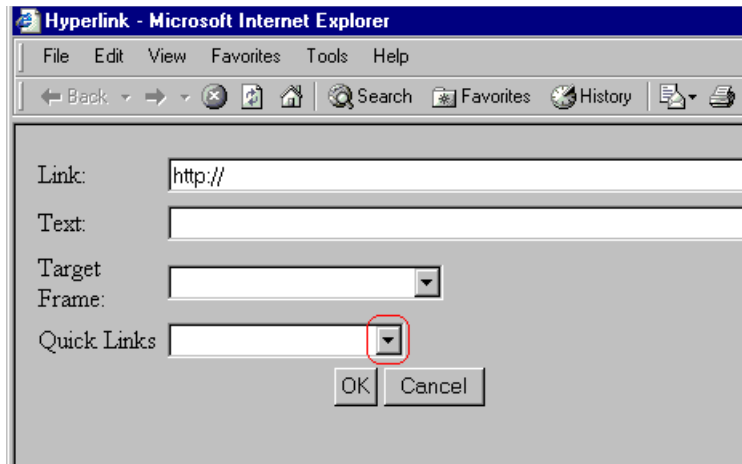 Hyperlink - Microsoft Internet Explorer
File Edit View Favorites Tools Help
Back Search Favorites History
Link: http://
Text:
Target
Frame:
Quick Links
OK Cancel